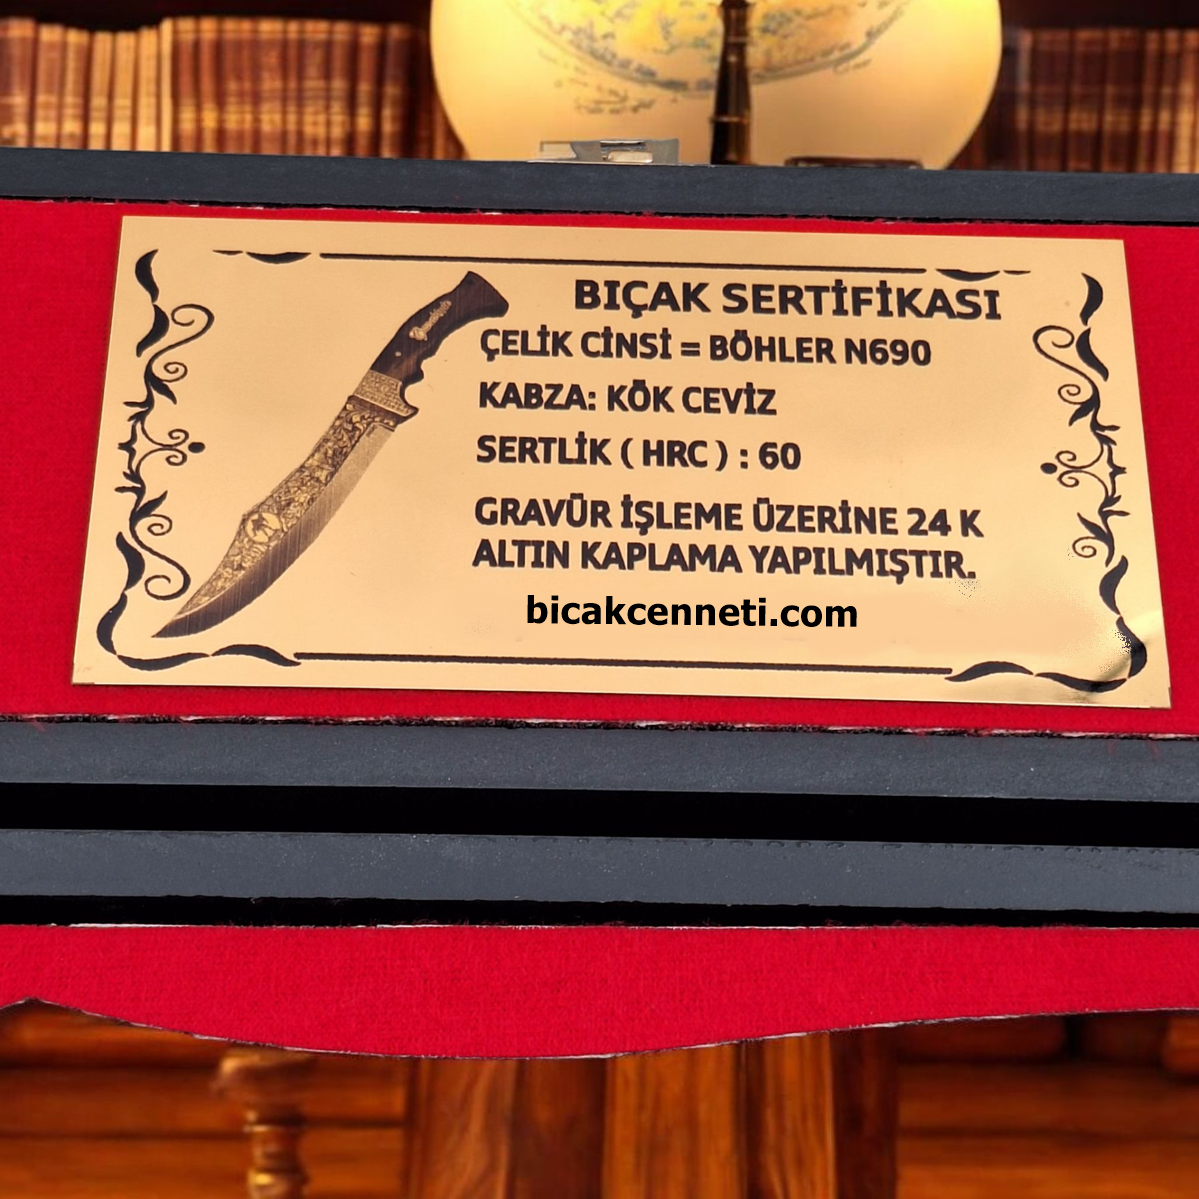 BIÇAK SERTİFİKASI
ÇELİK CİNSİ = BÖHLER N690
KABZA: KÖK CEVİZ
SERTLİK ( HRC ) : 60
GRAVÜR İŞLEME ÜZERİNE 24 K
ALTIN KAPLAMA YAPILMIŞTIR.
bicakcenneti.com